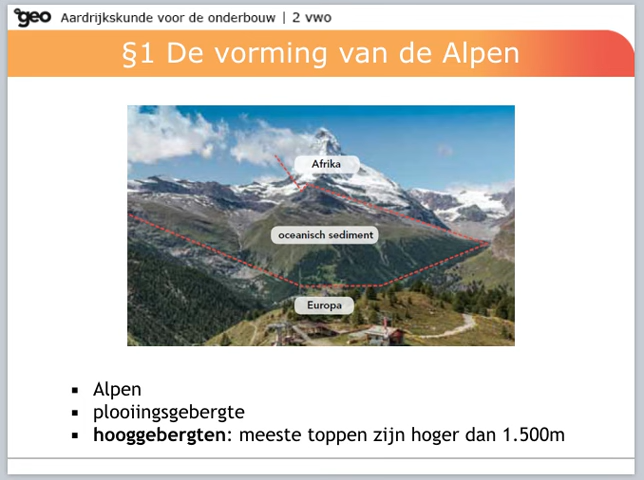 geo Aardrijkskunde voor de onderbouw | 2 vwo
§1 De vorming van de Alpen
Afrika
oceanisch sediment
Europa
▪ Alpen
▪ plooiingsgebergte
▪ hooggebergten: meeste toppen zijn hoger dan 1.500m